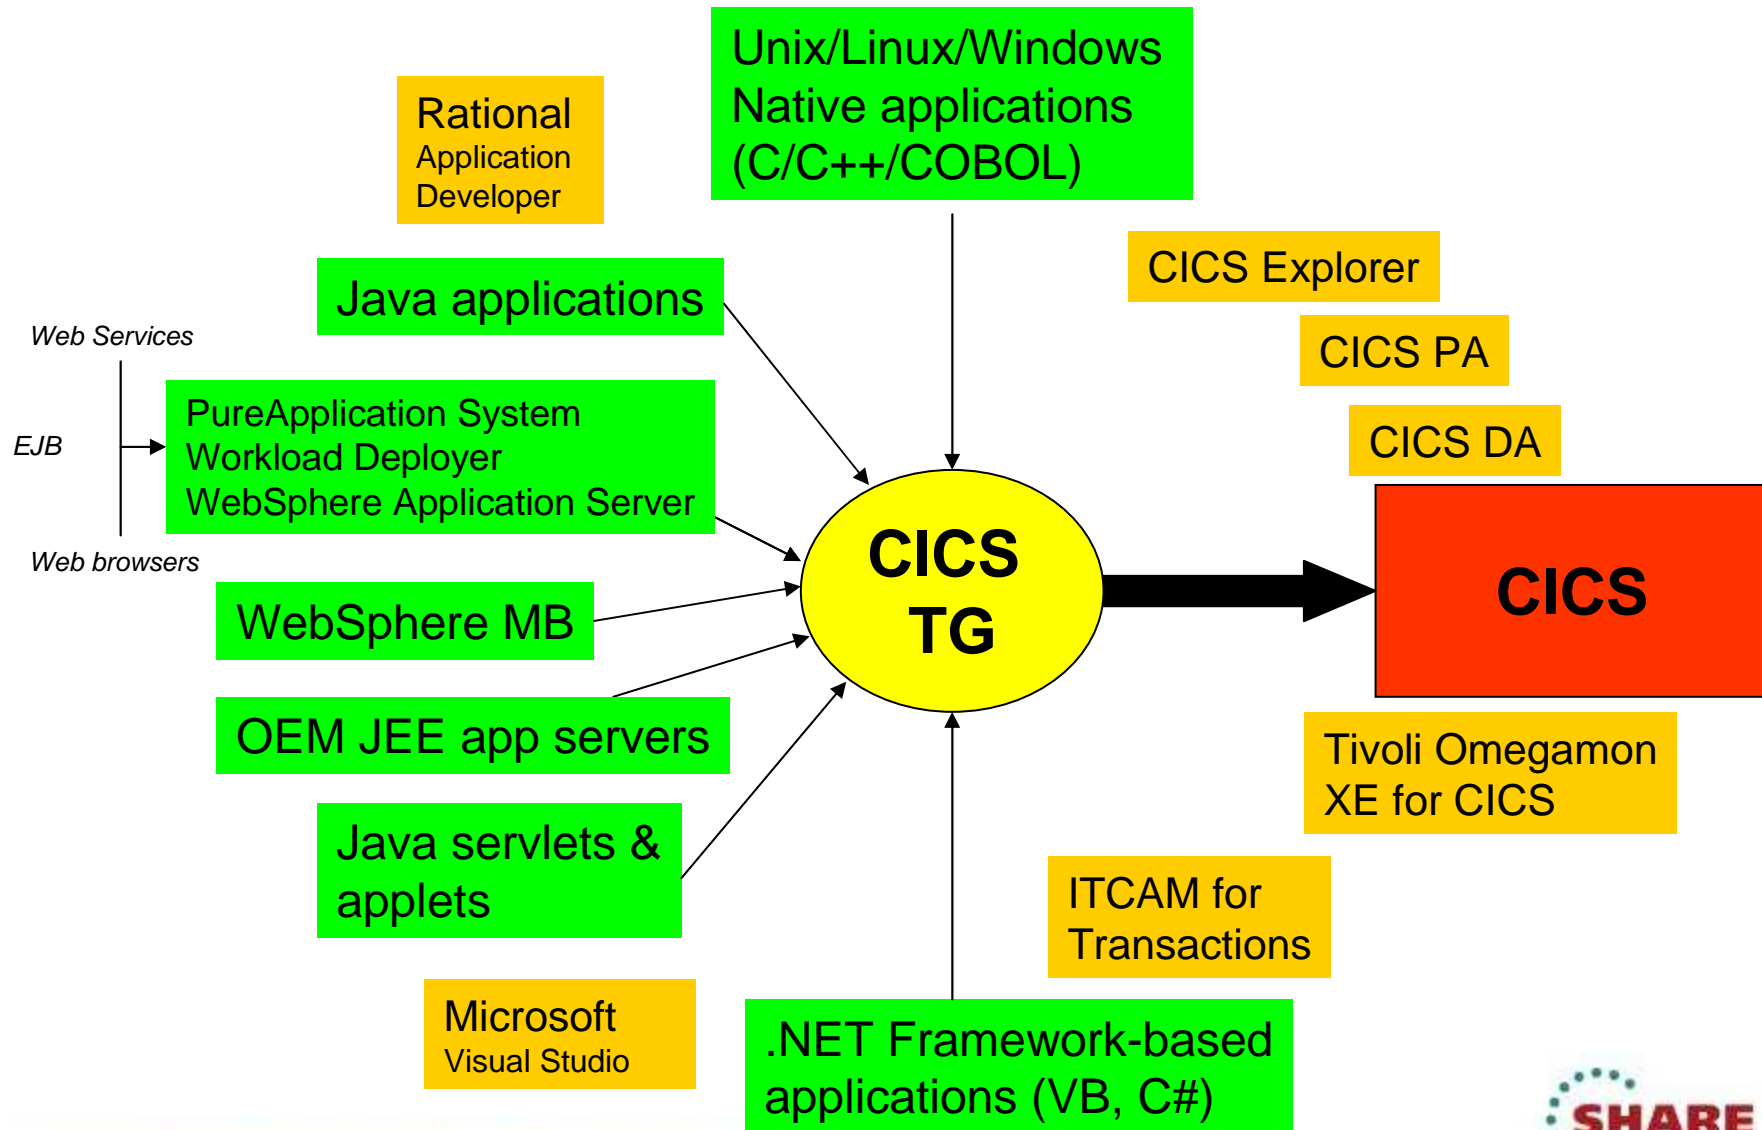 Unix/Linux/Windows
Native applications
(C/C++/COBOL)
Rational
Application
Developer
CICS Explorer
Java applications
Web Services
CICS PA
PureApplication System
Workload Deployer
WebSphere Application Server
EJB
CICS DA
Web browsers
CICS
TG
CICS
WebSphere MB
OEM JEE app servers
Tivoli Omegamon
XE for CICS
Java servlets &
applets
ITCAM for
Transactions
Microsoft
Visual Studio
.NET Framework-based
applications (VB, C#)
SHARE